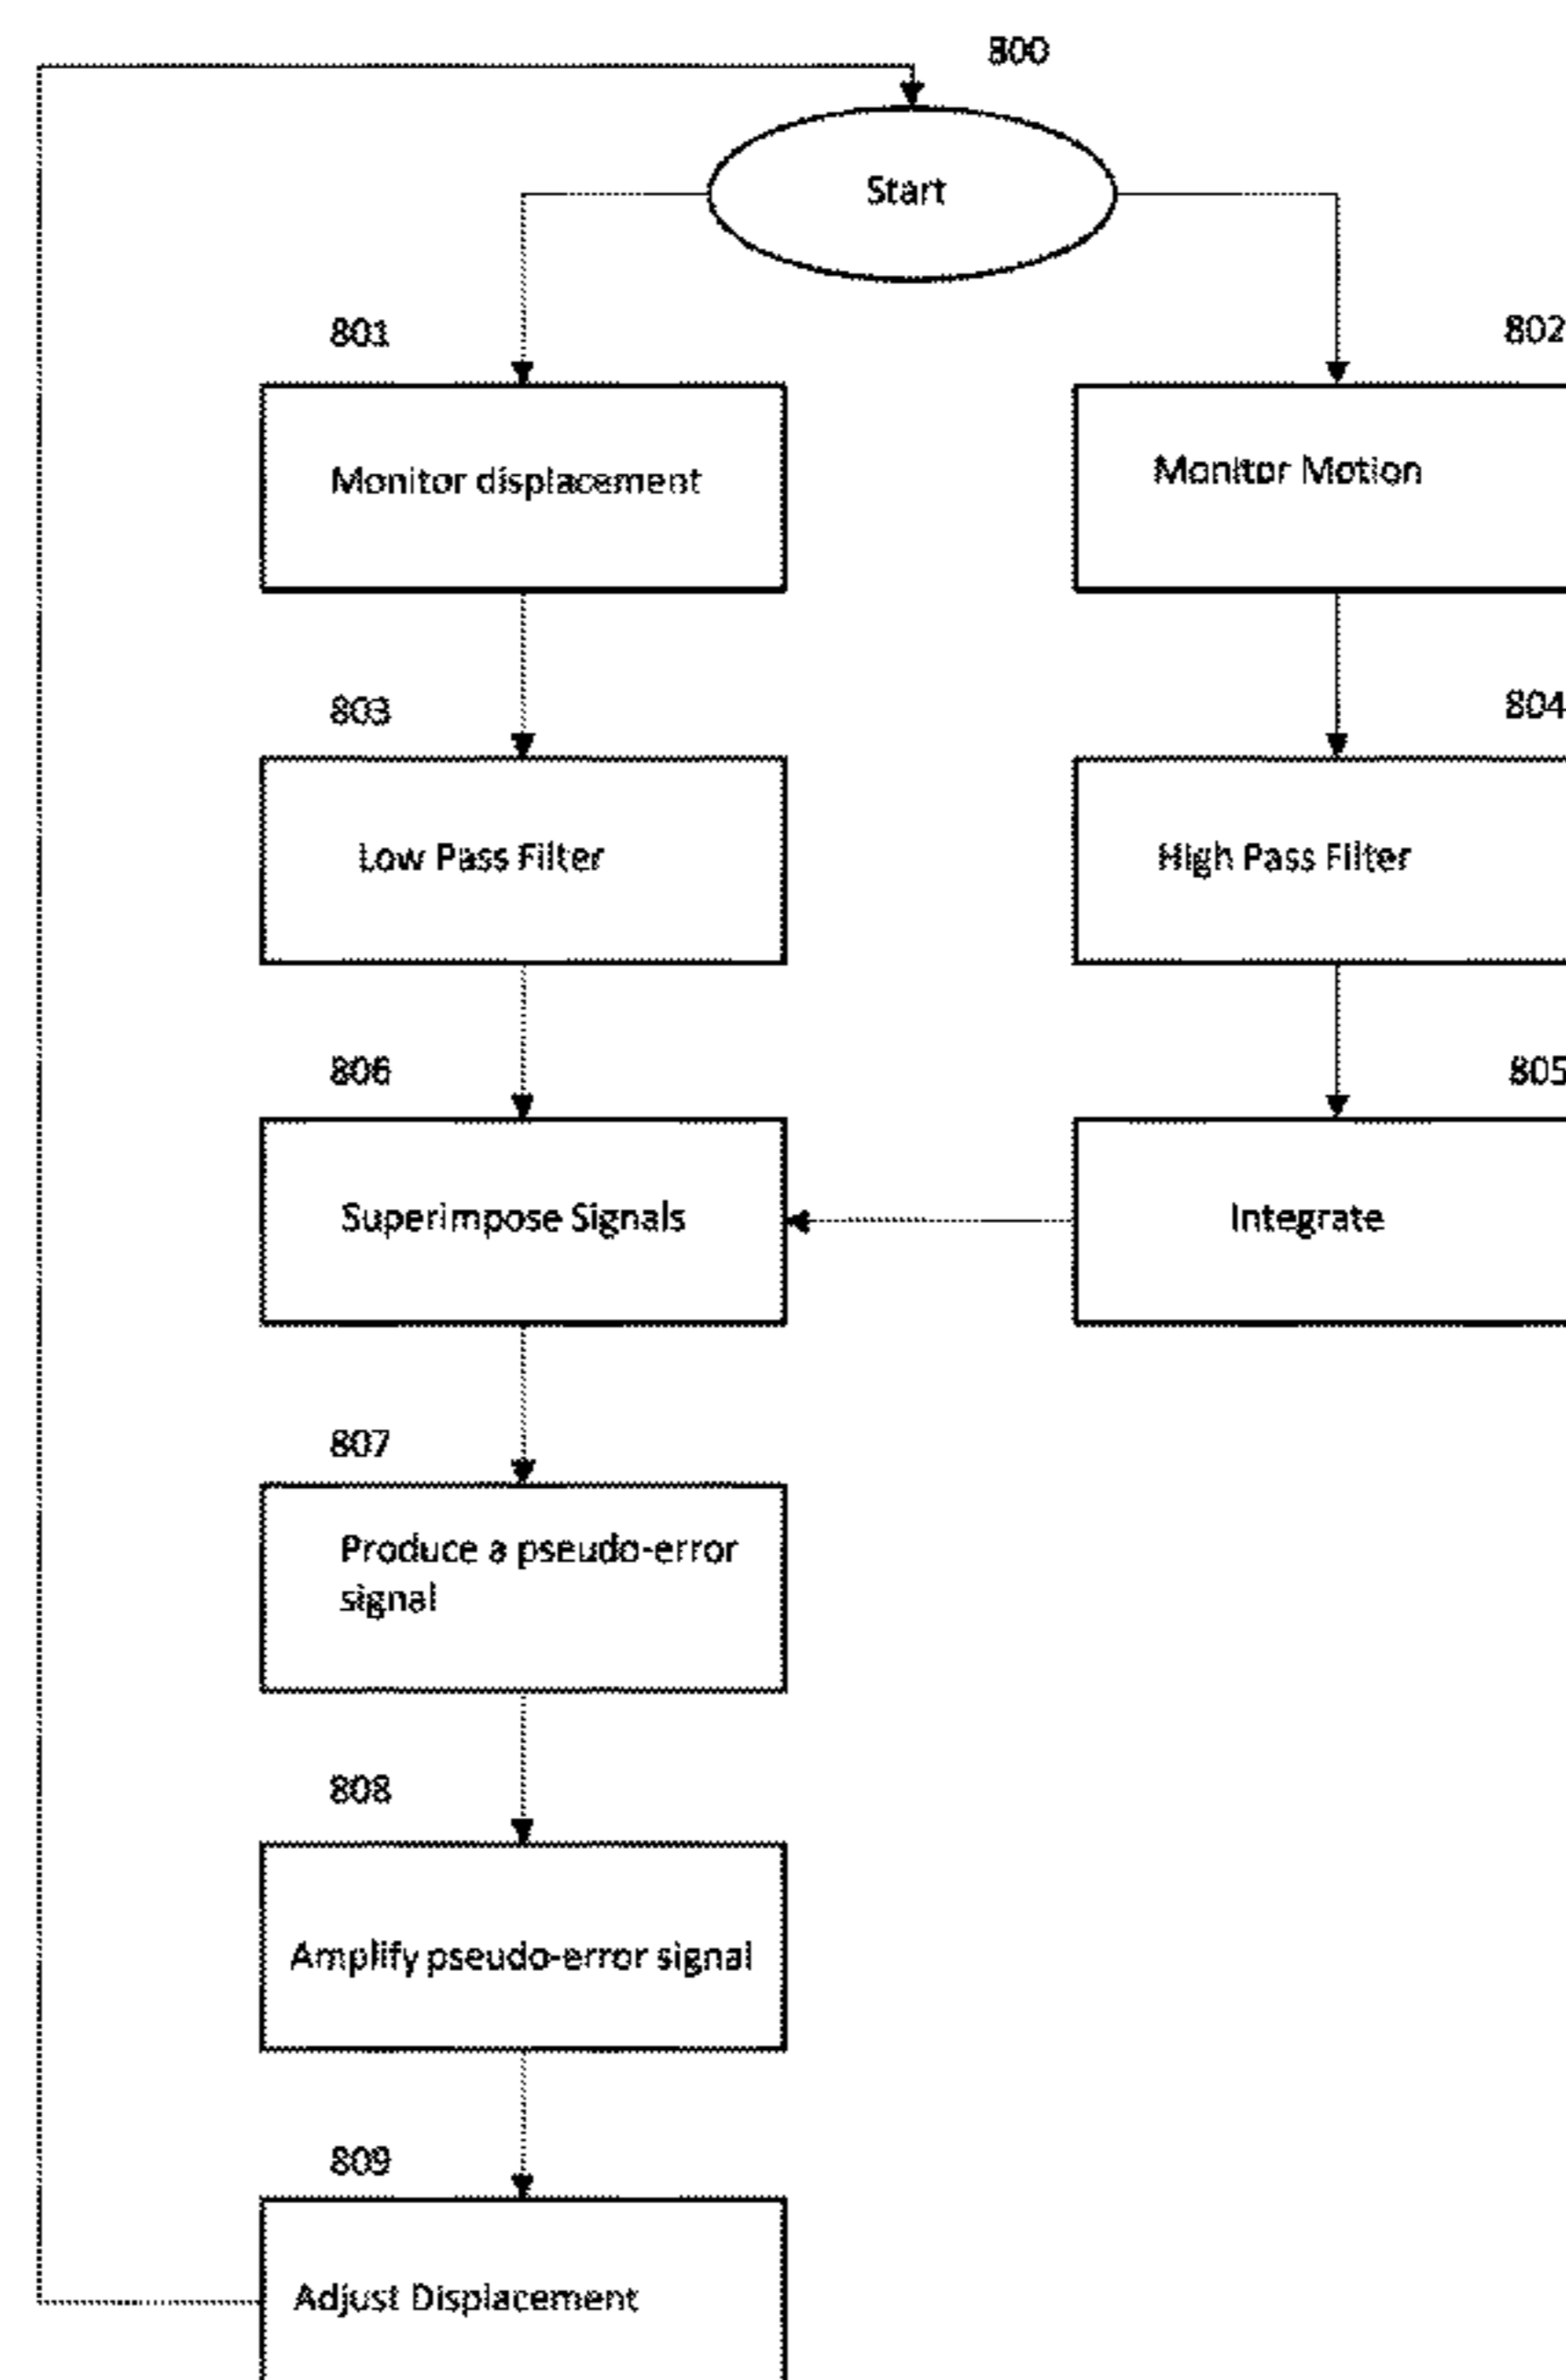 800
Start
801
802
Monitor displacement
Monitor Motion
803
804
Low Pass Filter
High Pass Filter
806
805
Superimpose Signals
Integrate
807
Produce a pseudo-error
signal
808
Amplify pseudo-error signal
809
Adjust Displacement